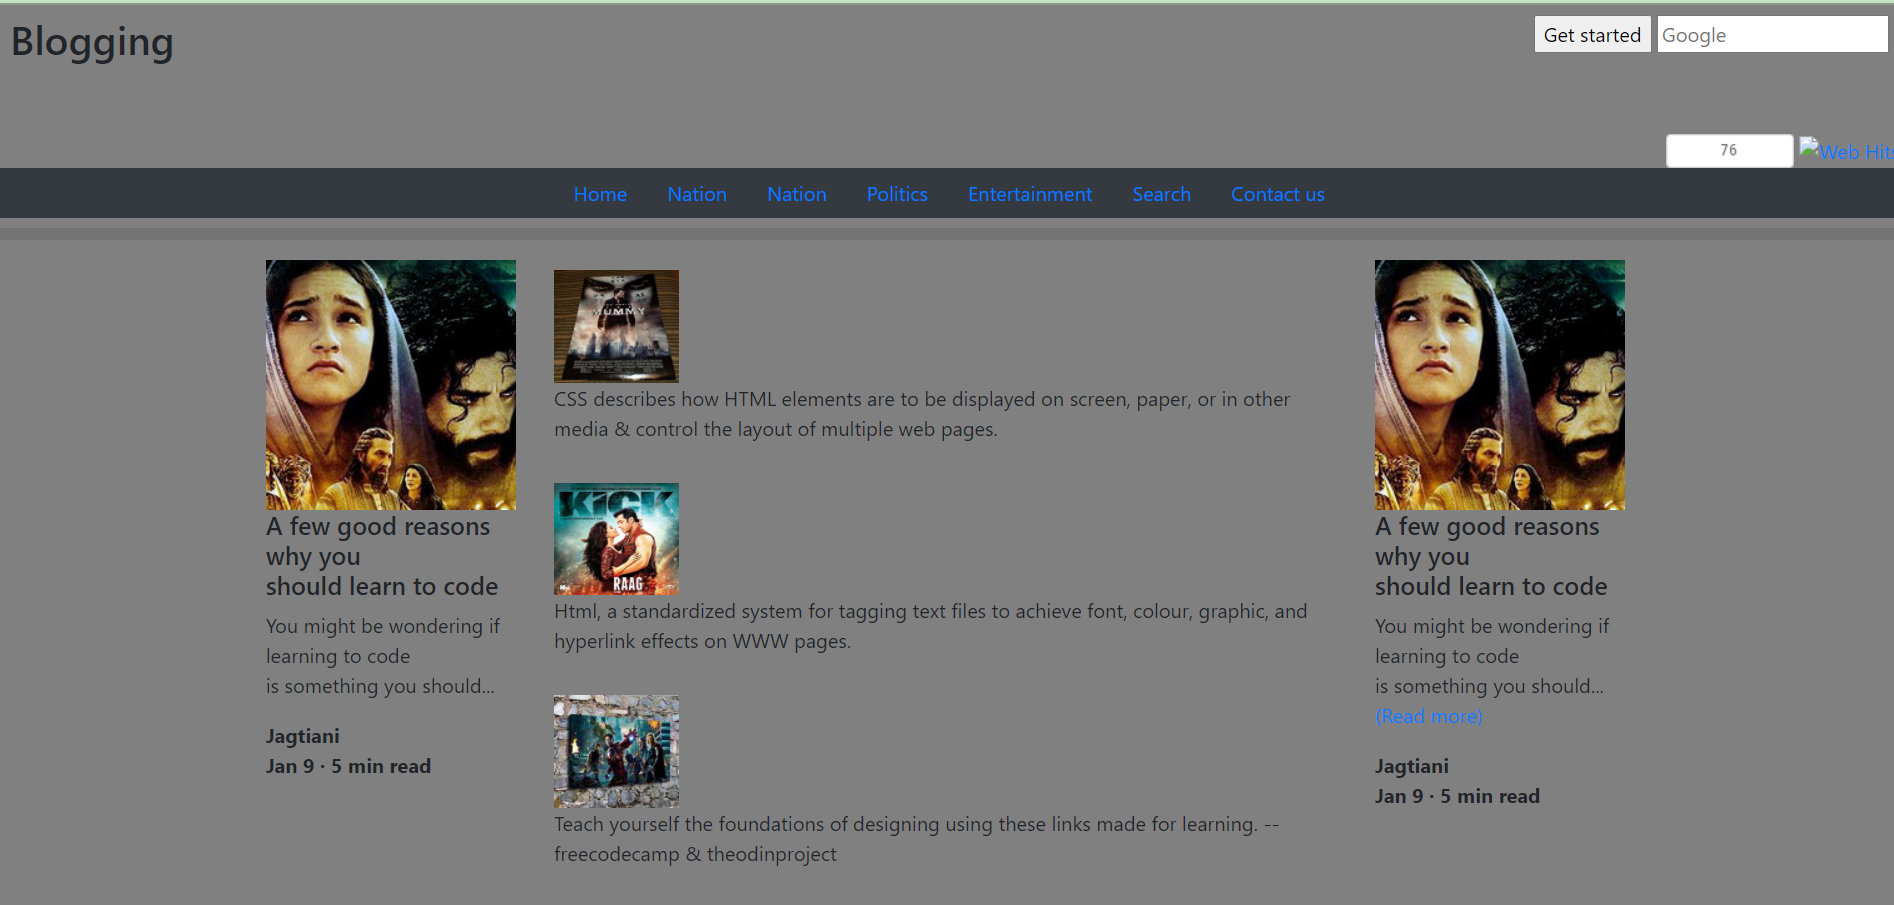 Blogging
Get started
Google
76
Web Hits
Home Nation Nation Politics Entertainment Search Contact us
A few good reasons
why you
should learn to code
You might be wondering if
learning to code
is something you should...
Jagtiani
Jan 9 · 5 min read
MUMMY
CSS describes how HTML elements are to be displayed on screen, paper, or in other
media & control the layout of multiple web pages.
KICK
RAAG
Html, a standardized system for tagging text files to achieve font, colour, graphic, and
hyperlink effects on WWW pages.
Teach yourself the foundations of designing using these links made for learning. --
freecodecamp & theodinproject
A few good reasons
why you
should learn to code
You might be wondering if
learning to code
is something you should...
(Read more)
Jagtiani
Jan 9 · 5 min read